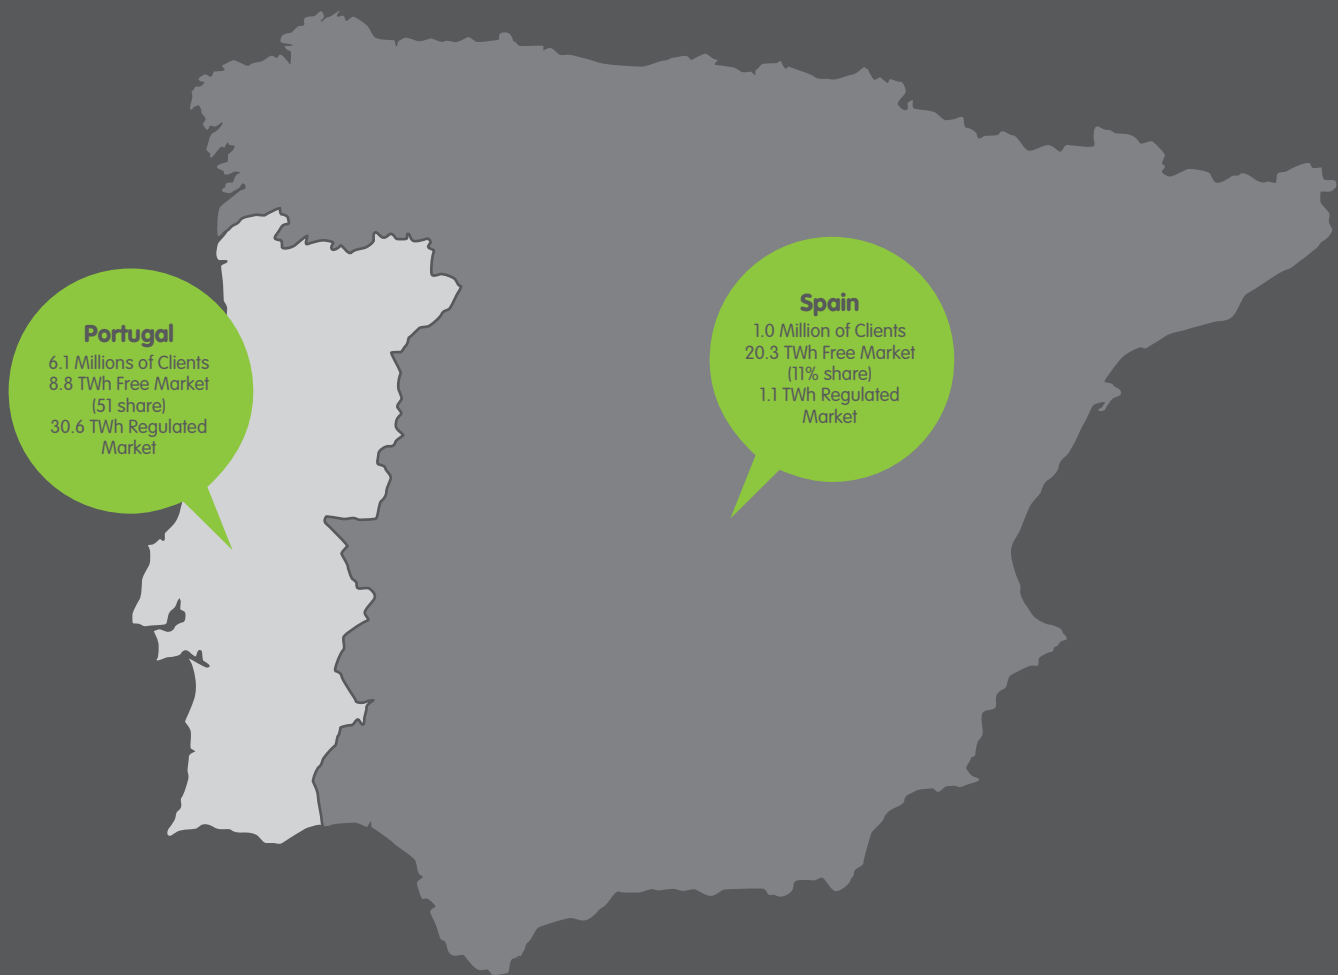 Portugal
6.1 Millions of Clients
8.8 TWh Free Market
(51 share)
30.6 TWh Regulated
Market
Spain
1.0 Million of Clients
20.3 TWh Free Market
(11% share)
1.1 TWh Regulated
Market